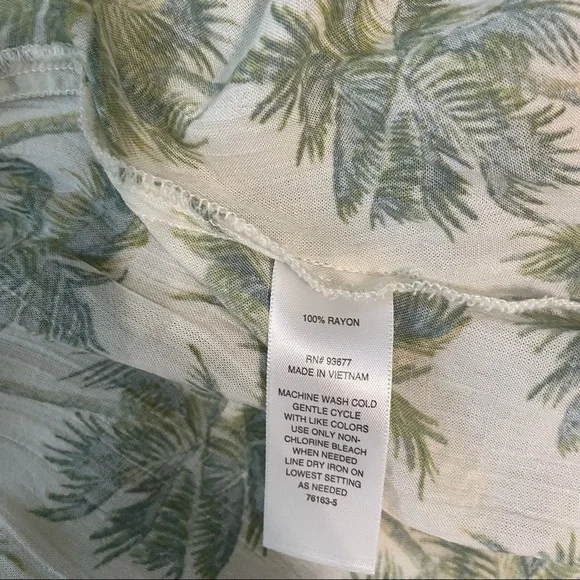 100% RAYON
RN# 93677
MADE IN VIETNAM
MACHINE WASH COLD
GENTLE CYCLE
WITH LIKE COLORS
USE ONLY NON-
CHLORINE BLEACH
WHEN NEEDED
LINE DRY IRON ON
LOWEST SETTING
AS NEEDED
76163-5